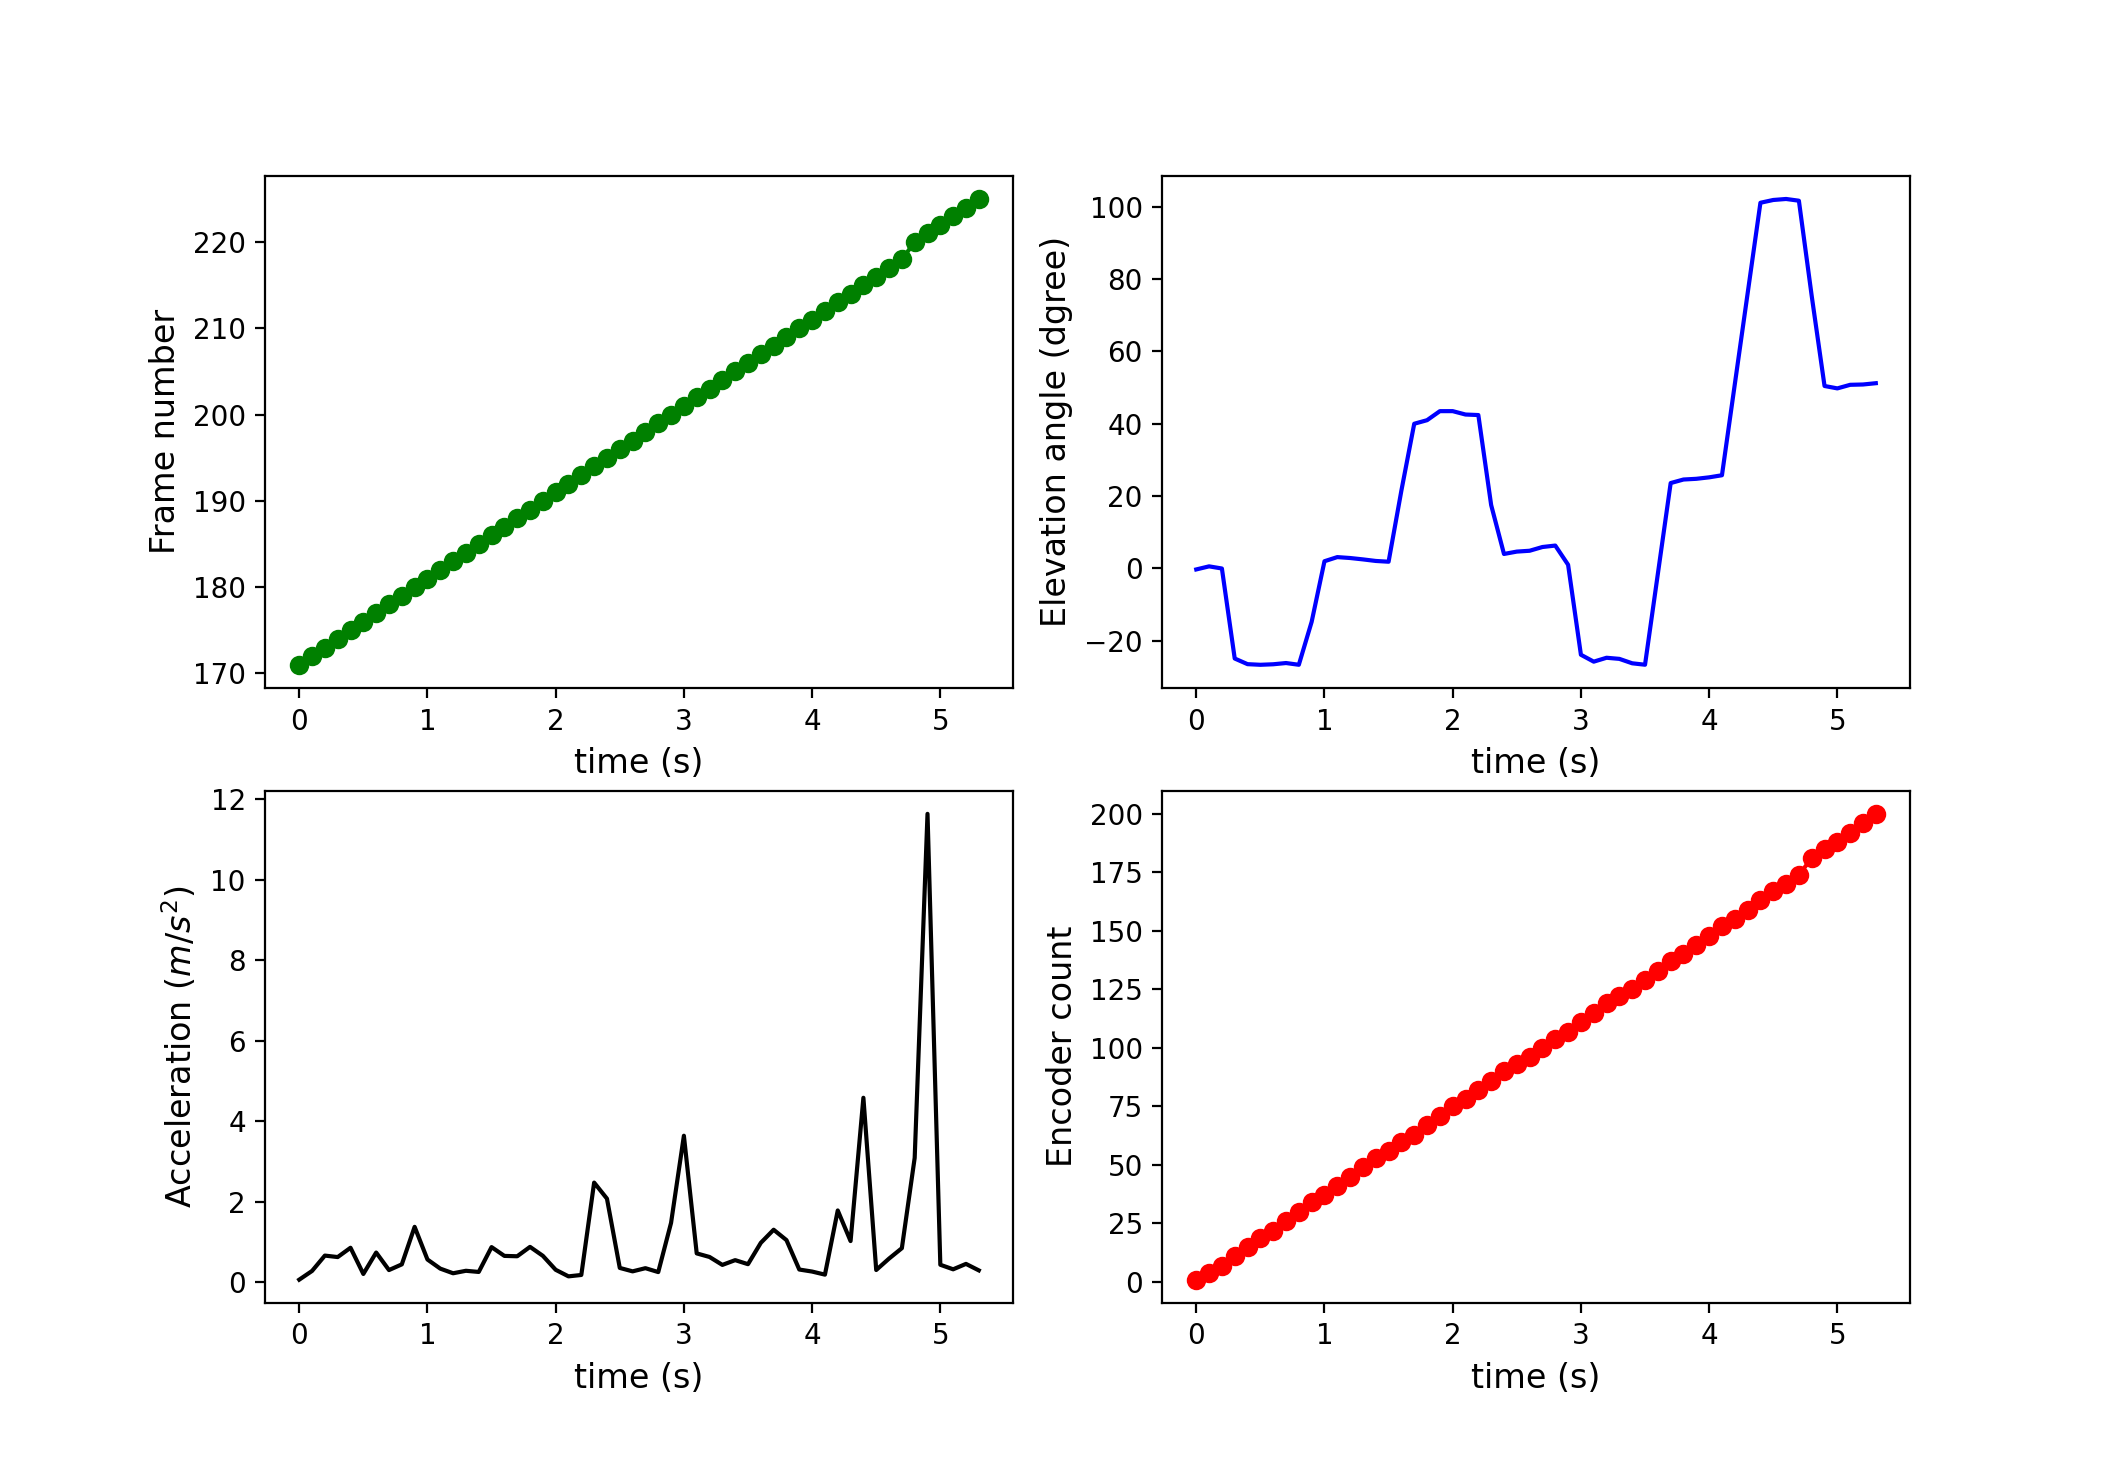 220
210
200
190
180
170
Frame number
0 1 2 3 4 5
time (s)
100
80
60
40
20
0
−20
Elevation angle (dgree)
0 1 2 3 4 5
time (s)
12
10
8
6
4
2
0
Acceleration (m/s²)
0 1 2 3 4 5
time (s)
200
175
150
125
100
75
50
25
0
Encoder count
0 1 2 3 4 5
time (s)